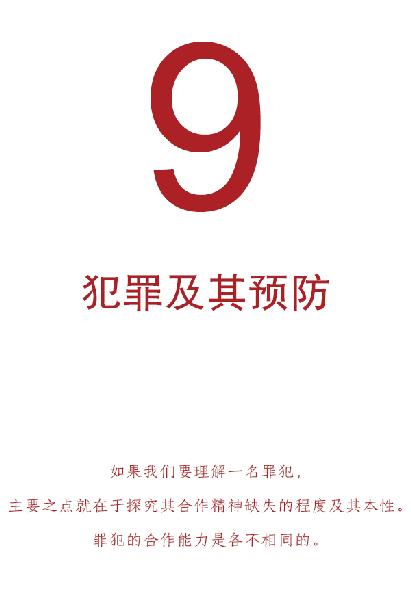 9
犯罪及其预防
如果我们要理解一名罪犯，
主要之点就在于探究其合作精神缺失的程度及其本性。
罪犯的合作能力是各不相同的。